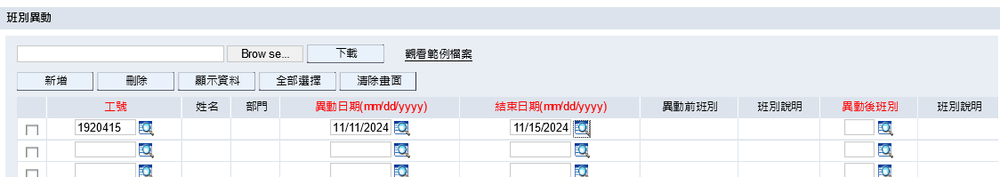 班別異動
Browse... 下載 觀看範例檔案
新增 刪除 顯示資料 全部選擇 清除畫面
工號 姓名 部門 異動日期(mm/dd/yyyy) 結束日期(mm/dd/yyyy) 異動前班別 班別說明 異動後班別 班別說明
1920415 11/11/2024 11/15/2024